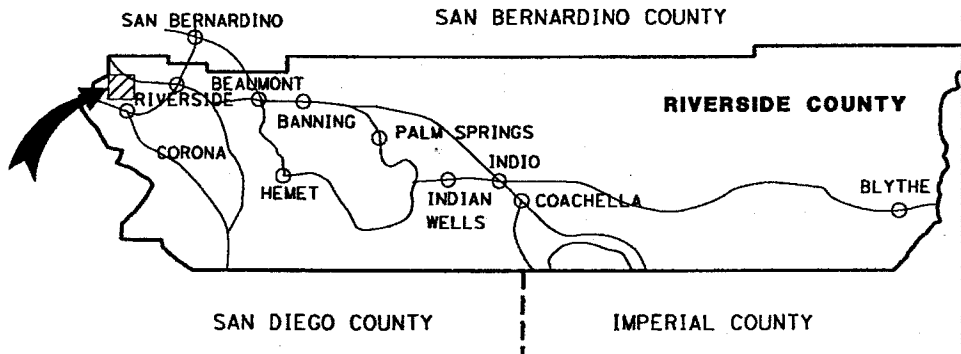 SAN BERNARDINO COUNTY
SAN BERNARDINO
BEAUMONT
RIVERSIDE
RIVERSIDE COUNTY
BANNING
PALM SPRINGS
CORONA
INDIO
HEMET
INDIAN
WELLS
COACHELLA
BLYTHE
SAN DIEGO COUNTY
IMPERIAL COUNTY